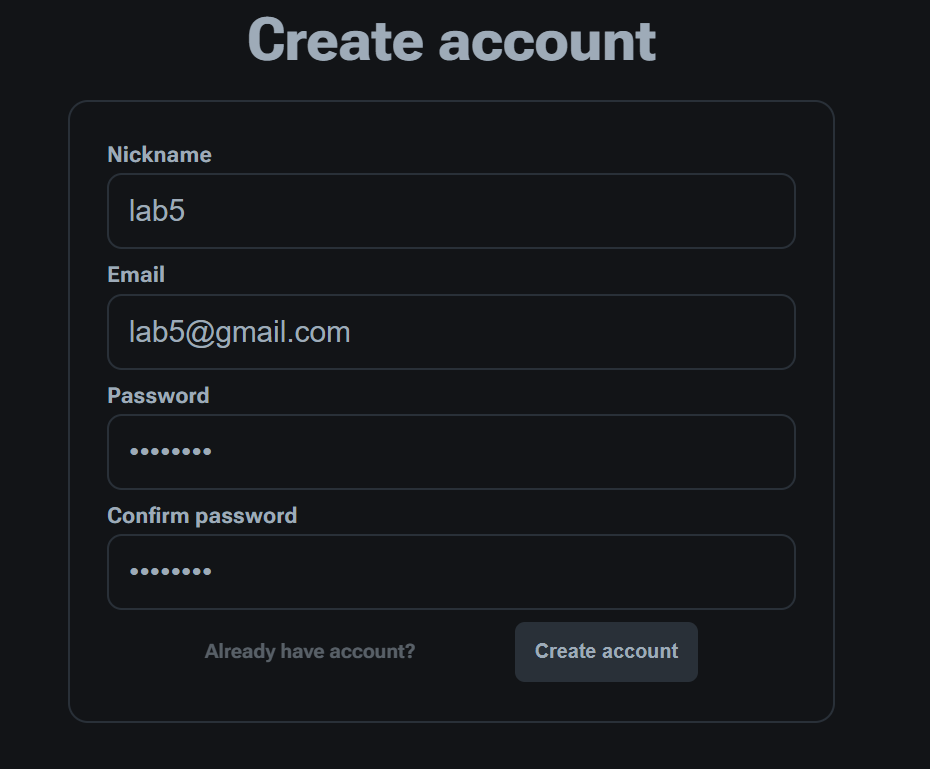 Create account
Nickname
lab5
Email
lab5@gmail.com
Password
••••••••
Confirm password
••••••••
Already have account? Create account